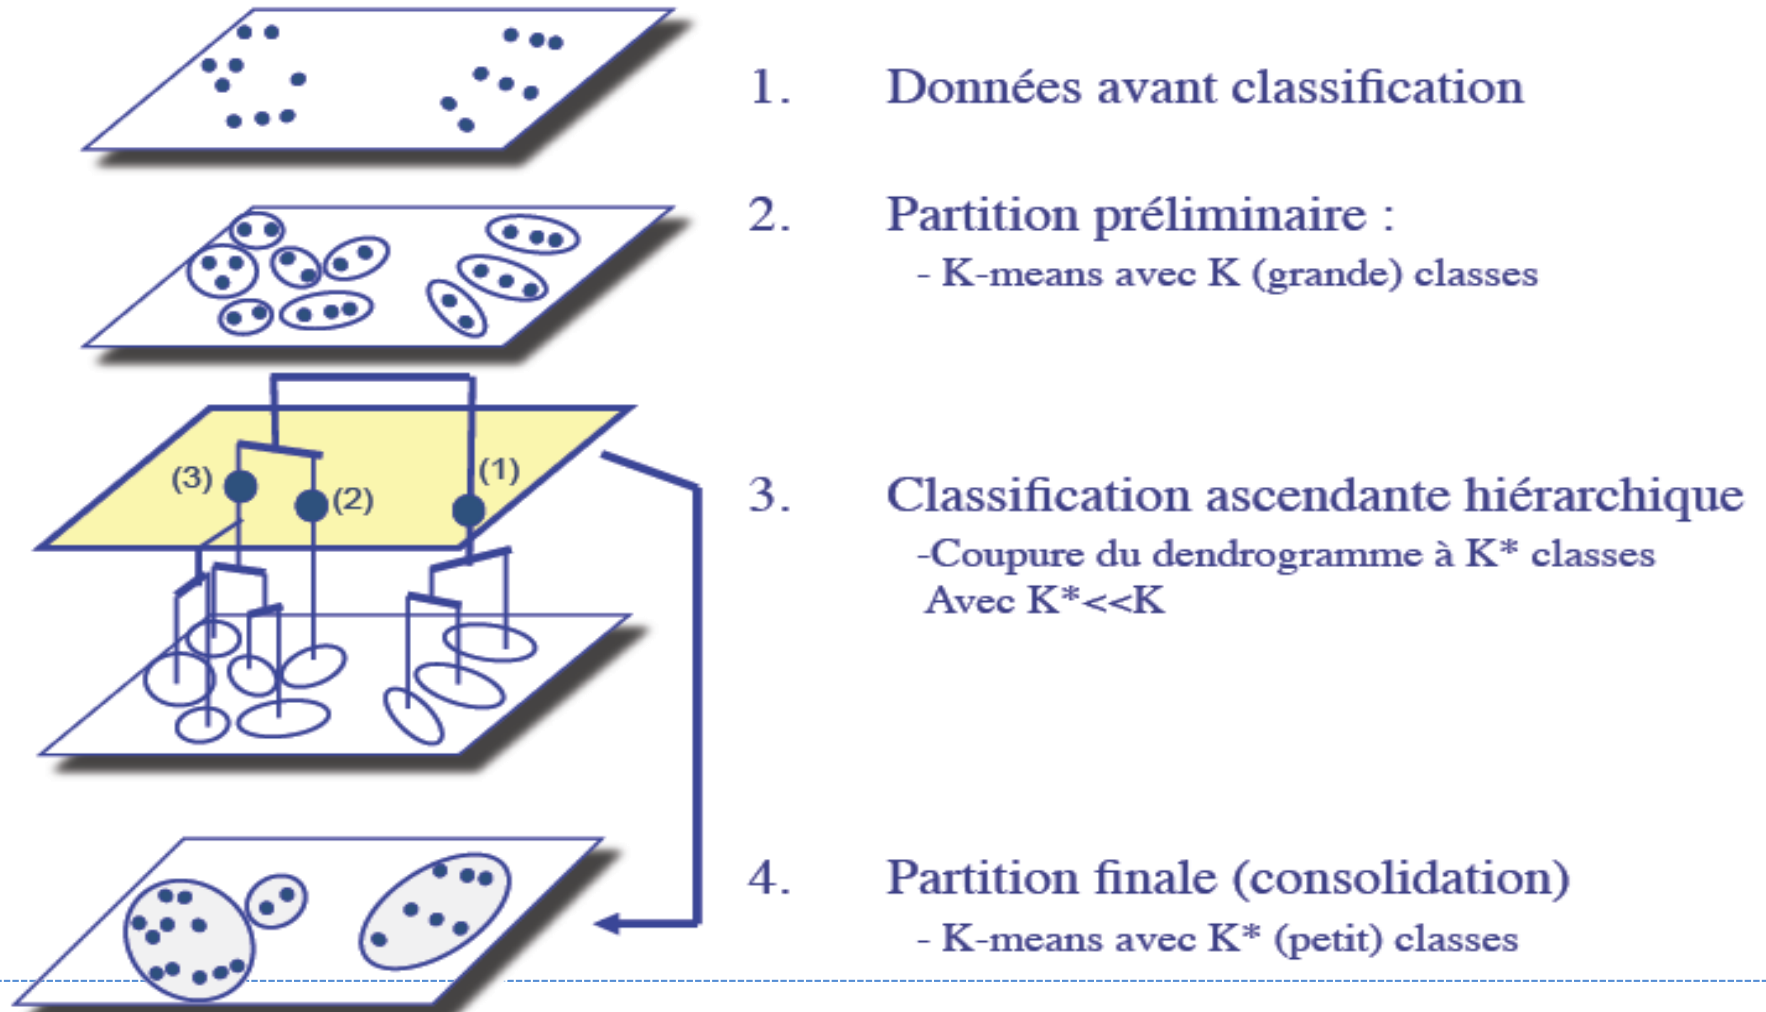 1. Données avant classification
2. Partition préliminaire :
- K-means avec K (grande) classes
(3)
(2)
(1)
3. Classification ascendante hiérarchique
-Coupure du dendrogramme à K* classes
Avec K*<<K
4. Partition finale (consolidation)
- K-means avec K* (petit) classes